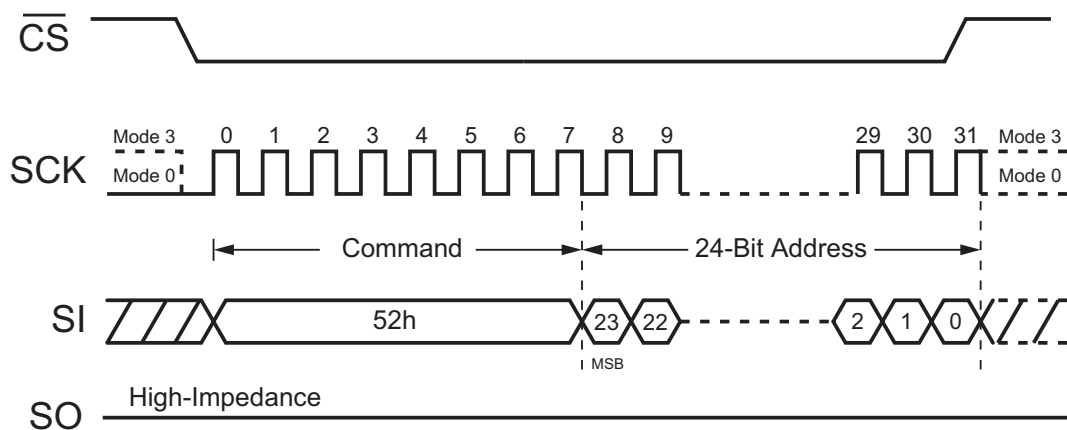 CS
Mode 3 0 1 2 3 4 5 6 7 8 9 29 30 31 Mode 3
SCK
Mode 0 Mode 0
Command 24-Bit Address
SI 52h 23 22 2 1 0
MSB
High-Impedance
SO